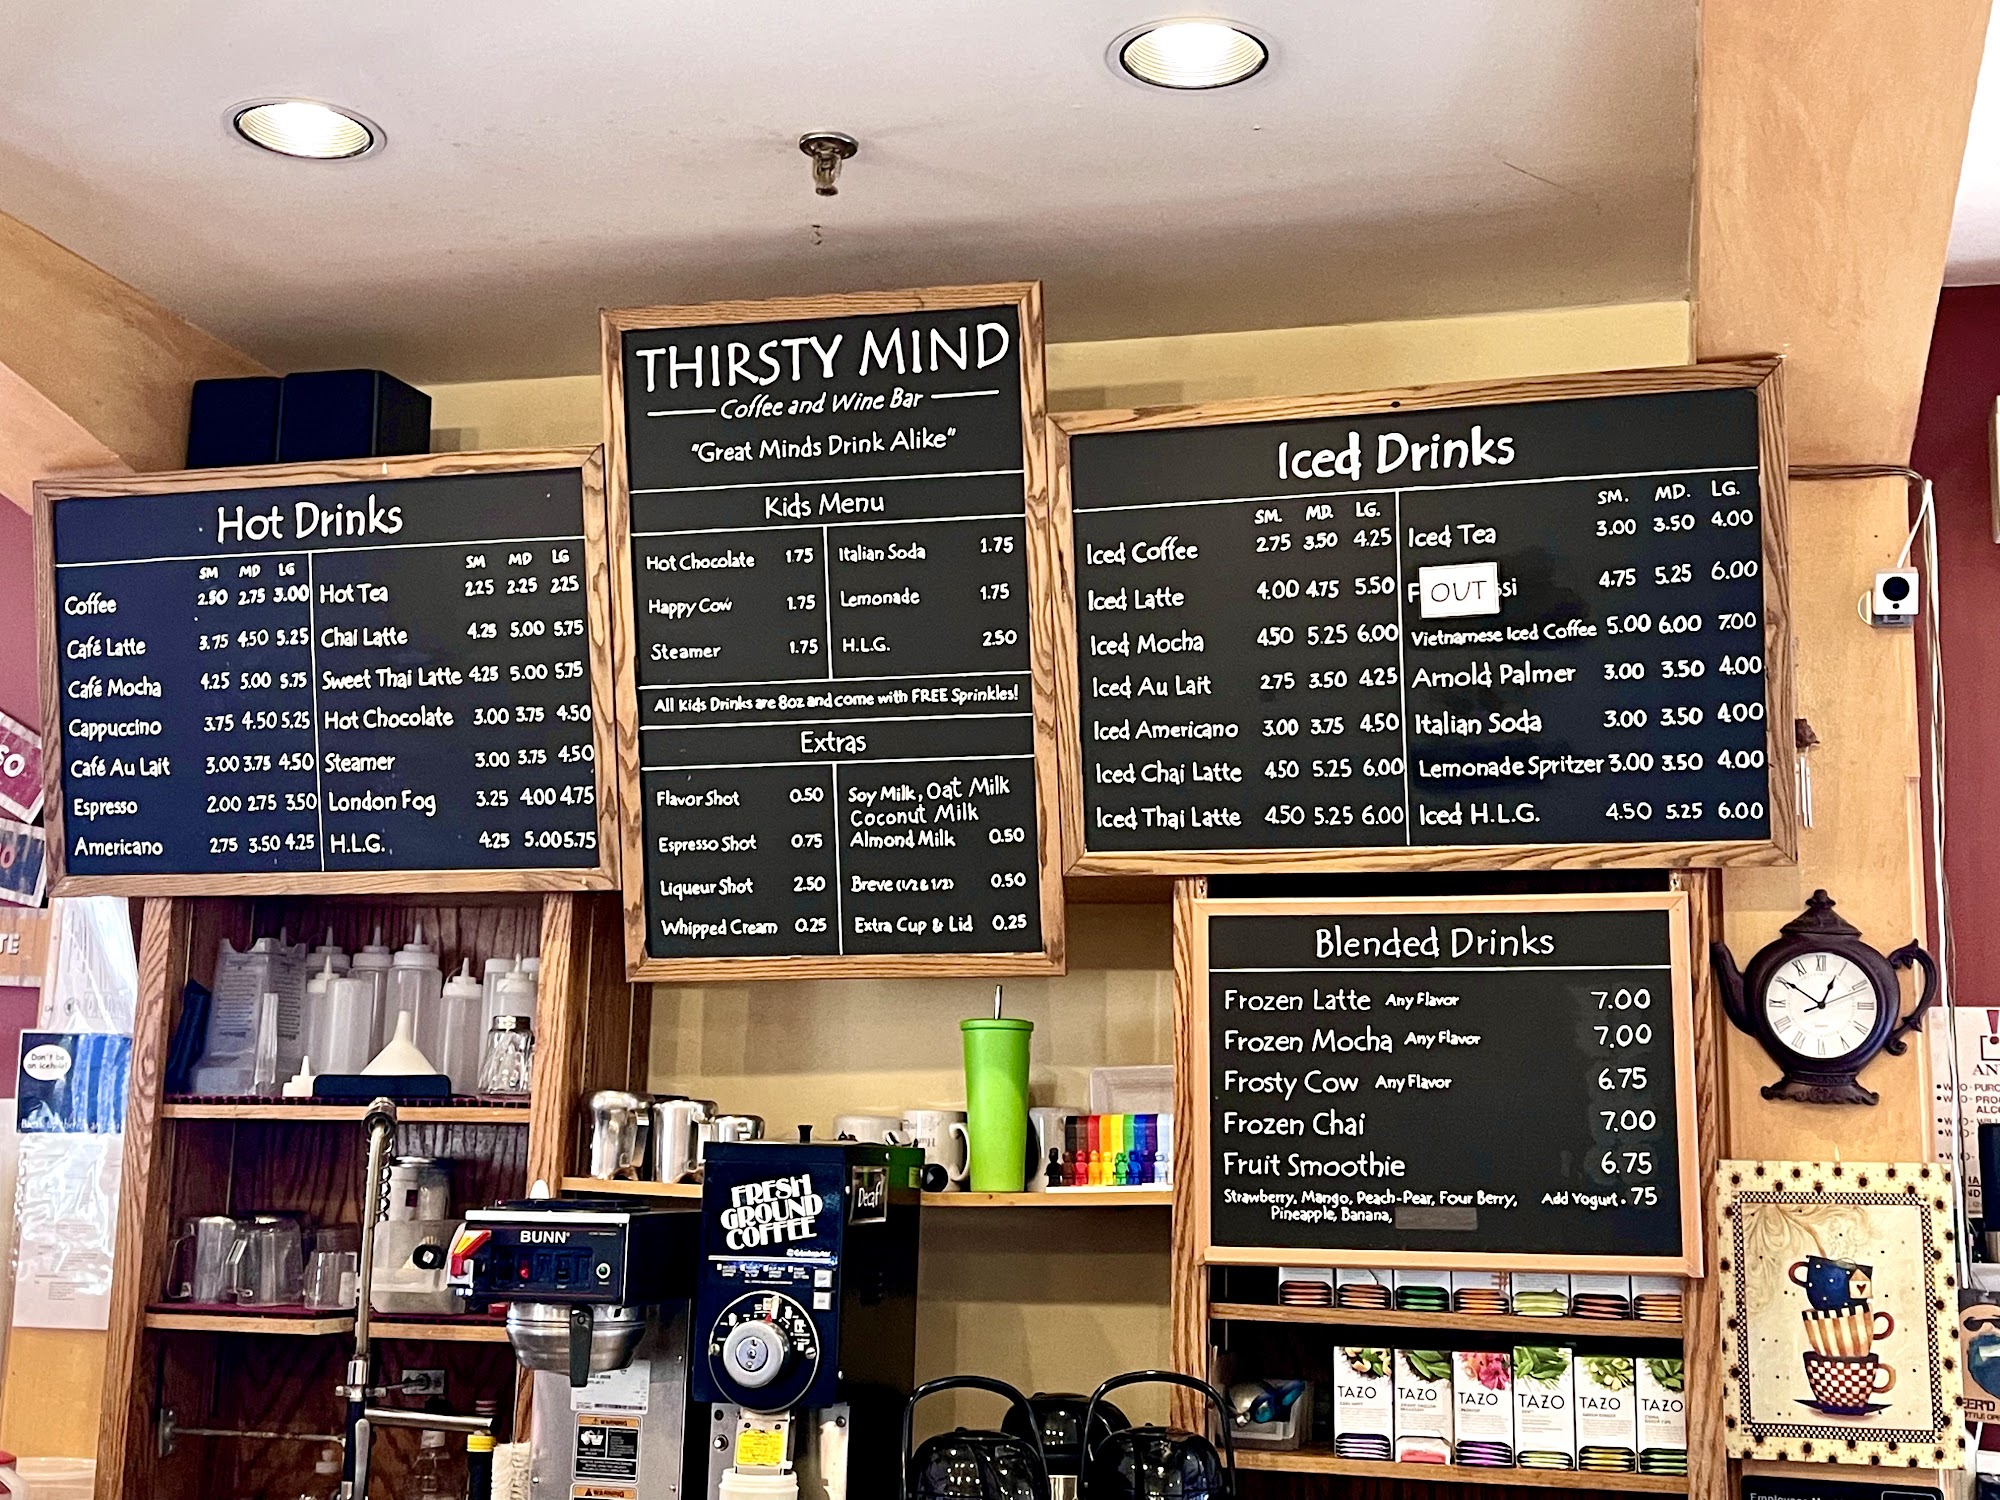 THIRSTY MIND
Coffee and Wine Bar
"Great Minds Drink Alike"
Kids Menu
Hot Chocolate 1.75
Happy Cow 1.75
Steamer 1.75
Italian Soda 1.75
Lemonade 1.75
H.L.G. 2.50
All Kids Drinks are 8oz and come with FREE Sprinkles!
Extras
Flavor Shot 0.50
Espresso Shot 0.75
Liqueur Shot 2.50
Whipped Cream 0.25
Soy Milk, Oat Milk
Coconut Milk
Almond Milk 0.50
Breve (1/2 & 1/2) 0.50
Extra Cup & Lid 0.25
Hot Drinks
SM MD LG
Coffee 2.50 2.75 3.00
Café Latte 3.75 4.50 5.25
Café Mocha 4.25 5.00 5.75
Cappuccino 3.75 4.50 5.25
Café Au Lait 3.00 3.75 4.50
Espresso 2.00 2.75 3.50
Americano 2.75 3.50 4.25
SM MD LG
Hot Tea 2.25 2.25 2.25
Chai Latte 4.25 5.00 5.75
Sweet Thai Latte 4.25 5.00 5.75
Hot Chocolate 3.00 3.75 4.50
Steamer 3.00 3.75 4.50
London Fog 3.25 4.00 4.75
H.L.G. 4.25 5.00 5.75
Iced Drinks
SM. MD. LG.
Iced Coffee 2.75 3.50 4.25
Iced Latte 4.00 4.75 5.50
Iced Mocha 4.50 5.25 6.00
Iced Au Lait 2.75 3.50 4.25
Iced Americano 3.00 3.75 4.50
Iced Chai Latte 4.50 5.25 6.00
Iced Thai Latte 4.50 5.25 6.00
SM. MD. LG.
Iced Tea 3.00 3.50 4.00
OUT 4.75 5.25 6.00
Vietnamese Iced Coffee 5.00 6.00 7.00
Arnold Palmer 3.00 3.50 4.00
Italian Soda 3.00 3.50 4.00
Lemonade Spritzer 3.00 3.50 4.00
Iced H.L.G. 4.50 5.25 6.00
Blended Drinks
Frozen Latte Any Flavor 7.00
Frozen Mocha Any Flavor 7.00
Frosty Cow Any Flavor 6.75
Frozen Chai 7.00
Fruit Smoothie 6.75
Strawberry, Mango, Peach-Pear, Four Berry, Add Yogurt .75
Pineapple, Banana,
Don't be
an icehole!
BUNN
FRESH
GROUND
COFFEE
Decaf
TAZO TAZO TAZO TAZO TAZO TAZO
WARNING
WARNING